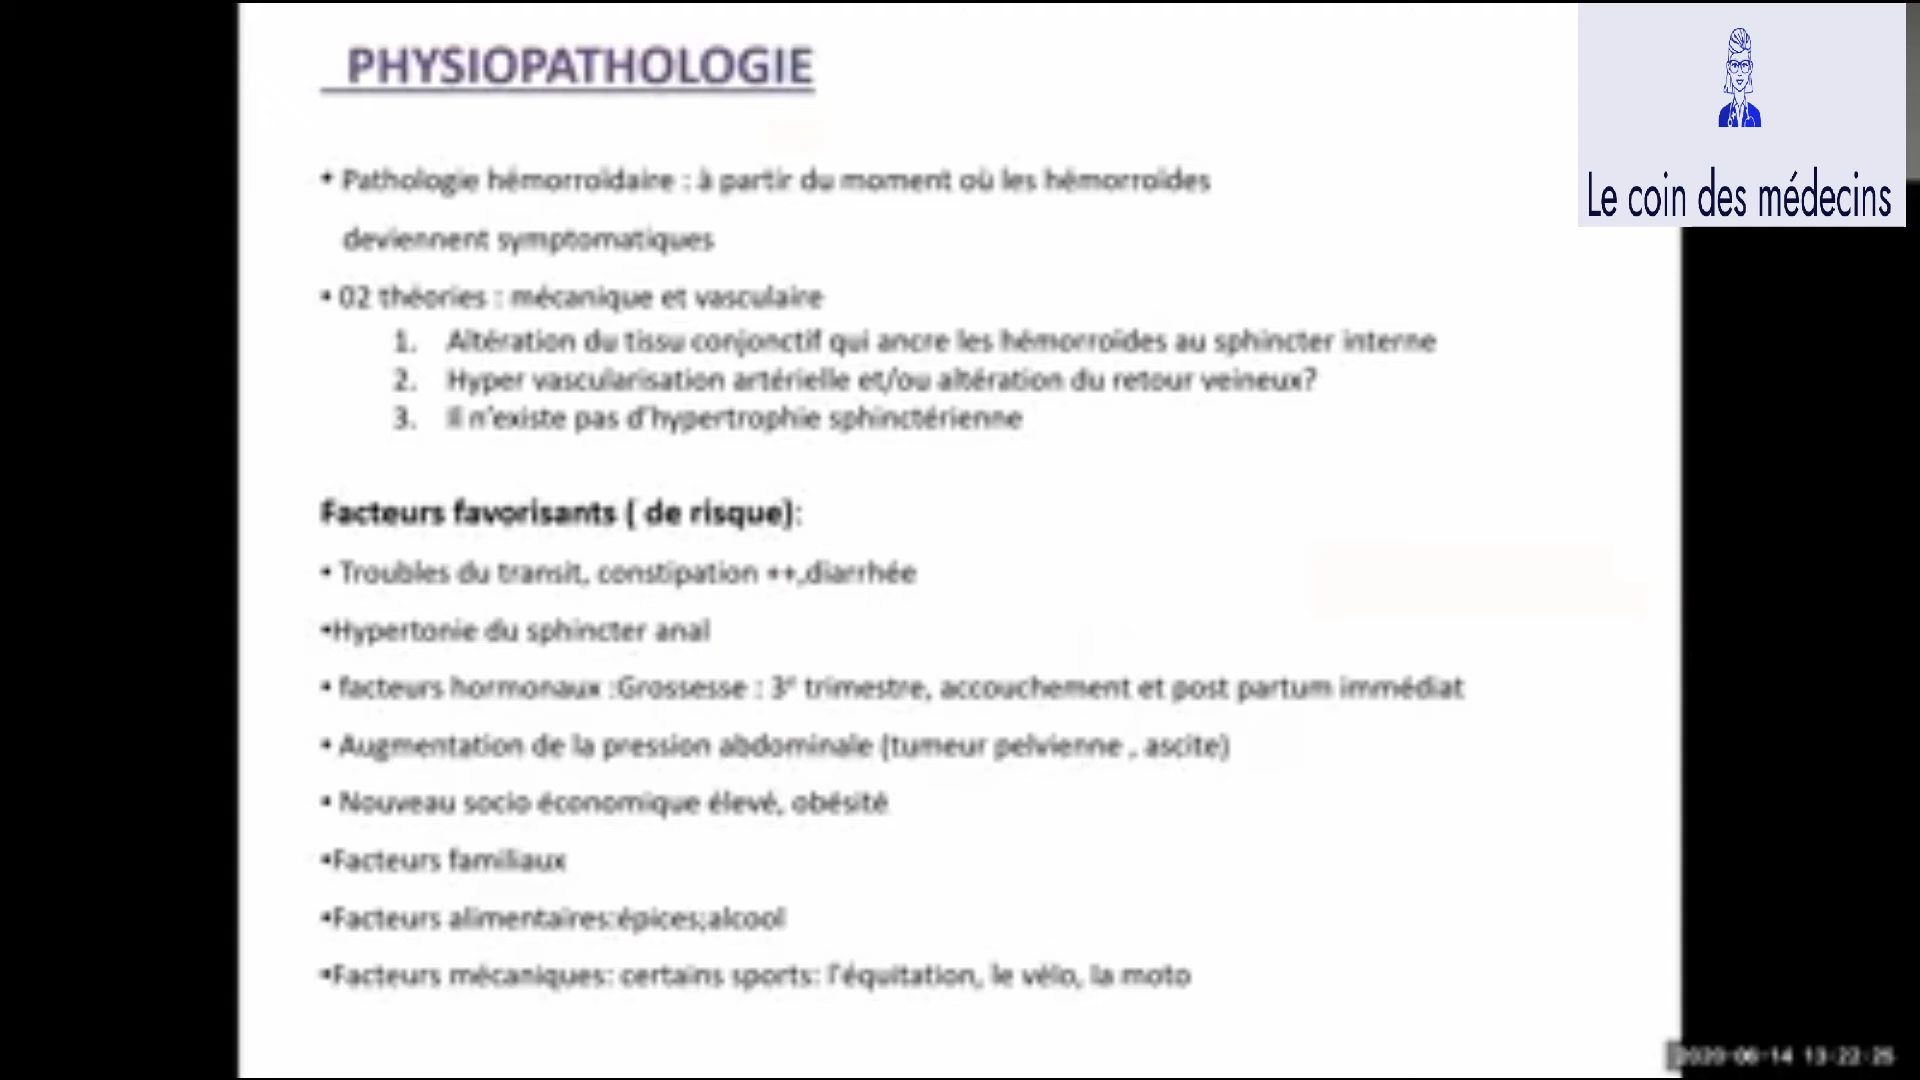 PHYSIOPATHOLOGIE
Le coin des médecins
• Pathologie hémorroïdaire : à partir du moment où les hémorroïdes
deviennent symptomatiques
• 02 théories : mécanique et vasculaire
1. Altération du tissu conjonctif qui ancre les hémorroïdes au sphincter interne
2. Hyper vascularisation artérielle et/ou altération du retour veineux?
3. Il n'existe pas d'hypertrophie sphinctérienne
Facteurs favorisants ( de risque):
• Troubles du transit, constipation ++,diarrhée
•Hypertonie du sphincter anal
• facteurs hormonaux :Grossesse : 3e trimestre, accouchement et post partum immédiat
• Augmentation de la pression abdominale (tumeur pelvienne , ascite)
• Nouveau socio économique élevé, obésité
•Facteurs familiaux
•Facteurs alimentaires:épices;alcool
•Facteurs mécaniques: certains sports: l'équitation, le vélo, la moto
2020-06-14 13:22:25